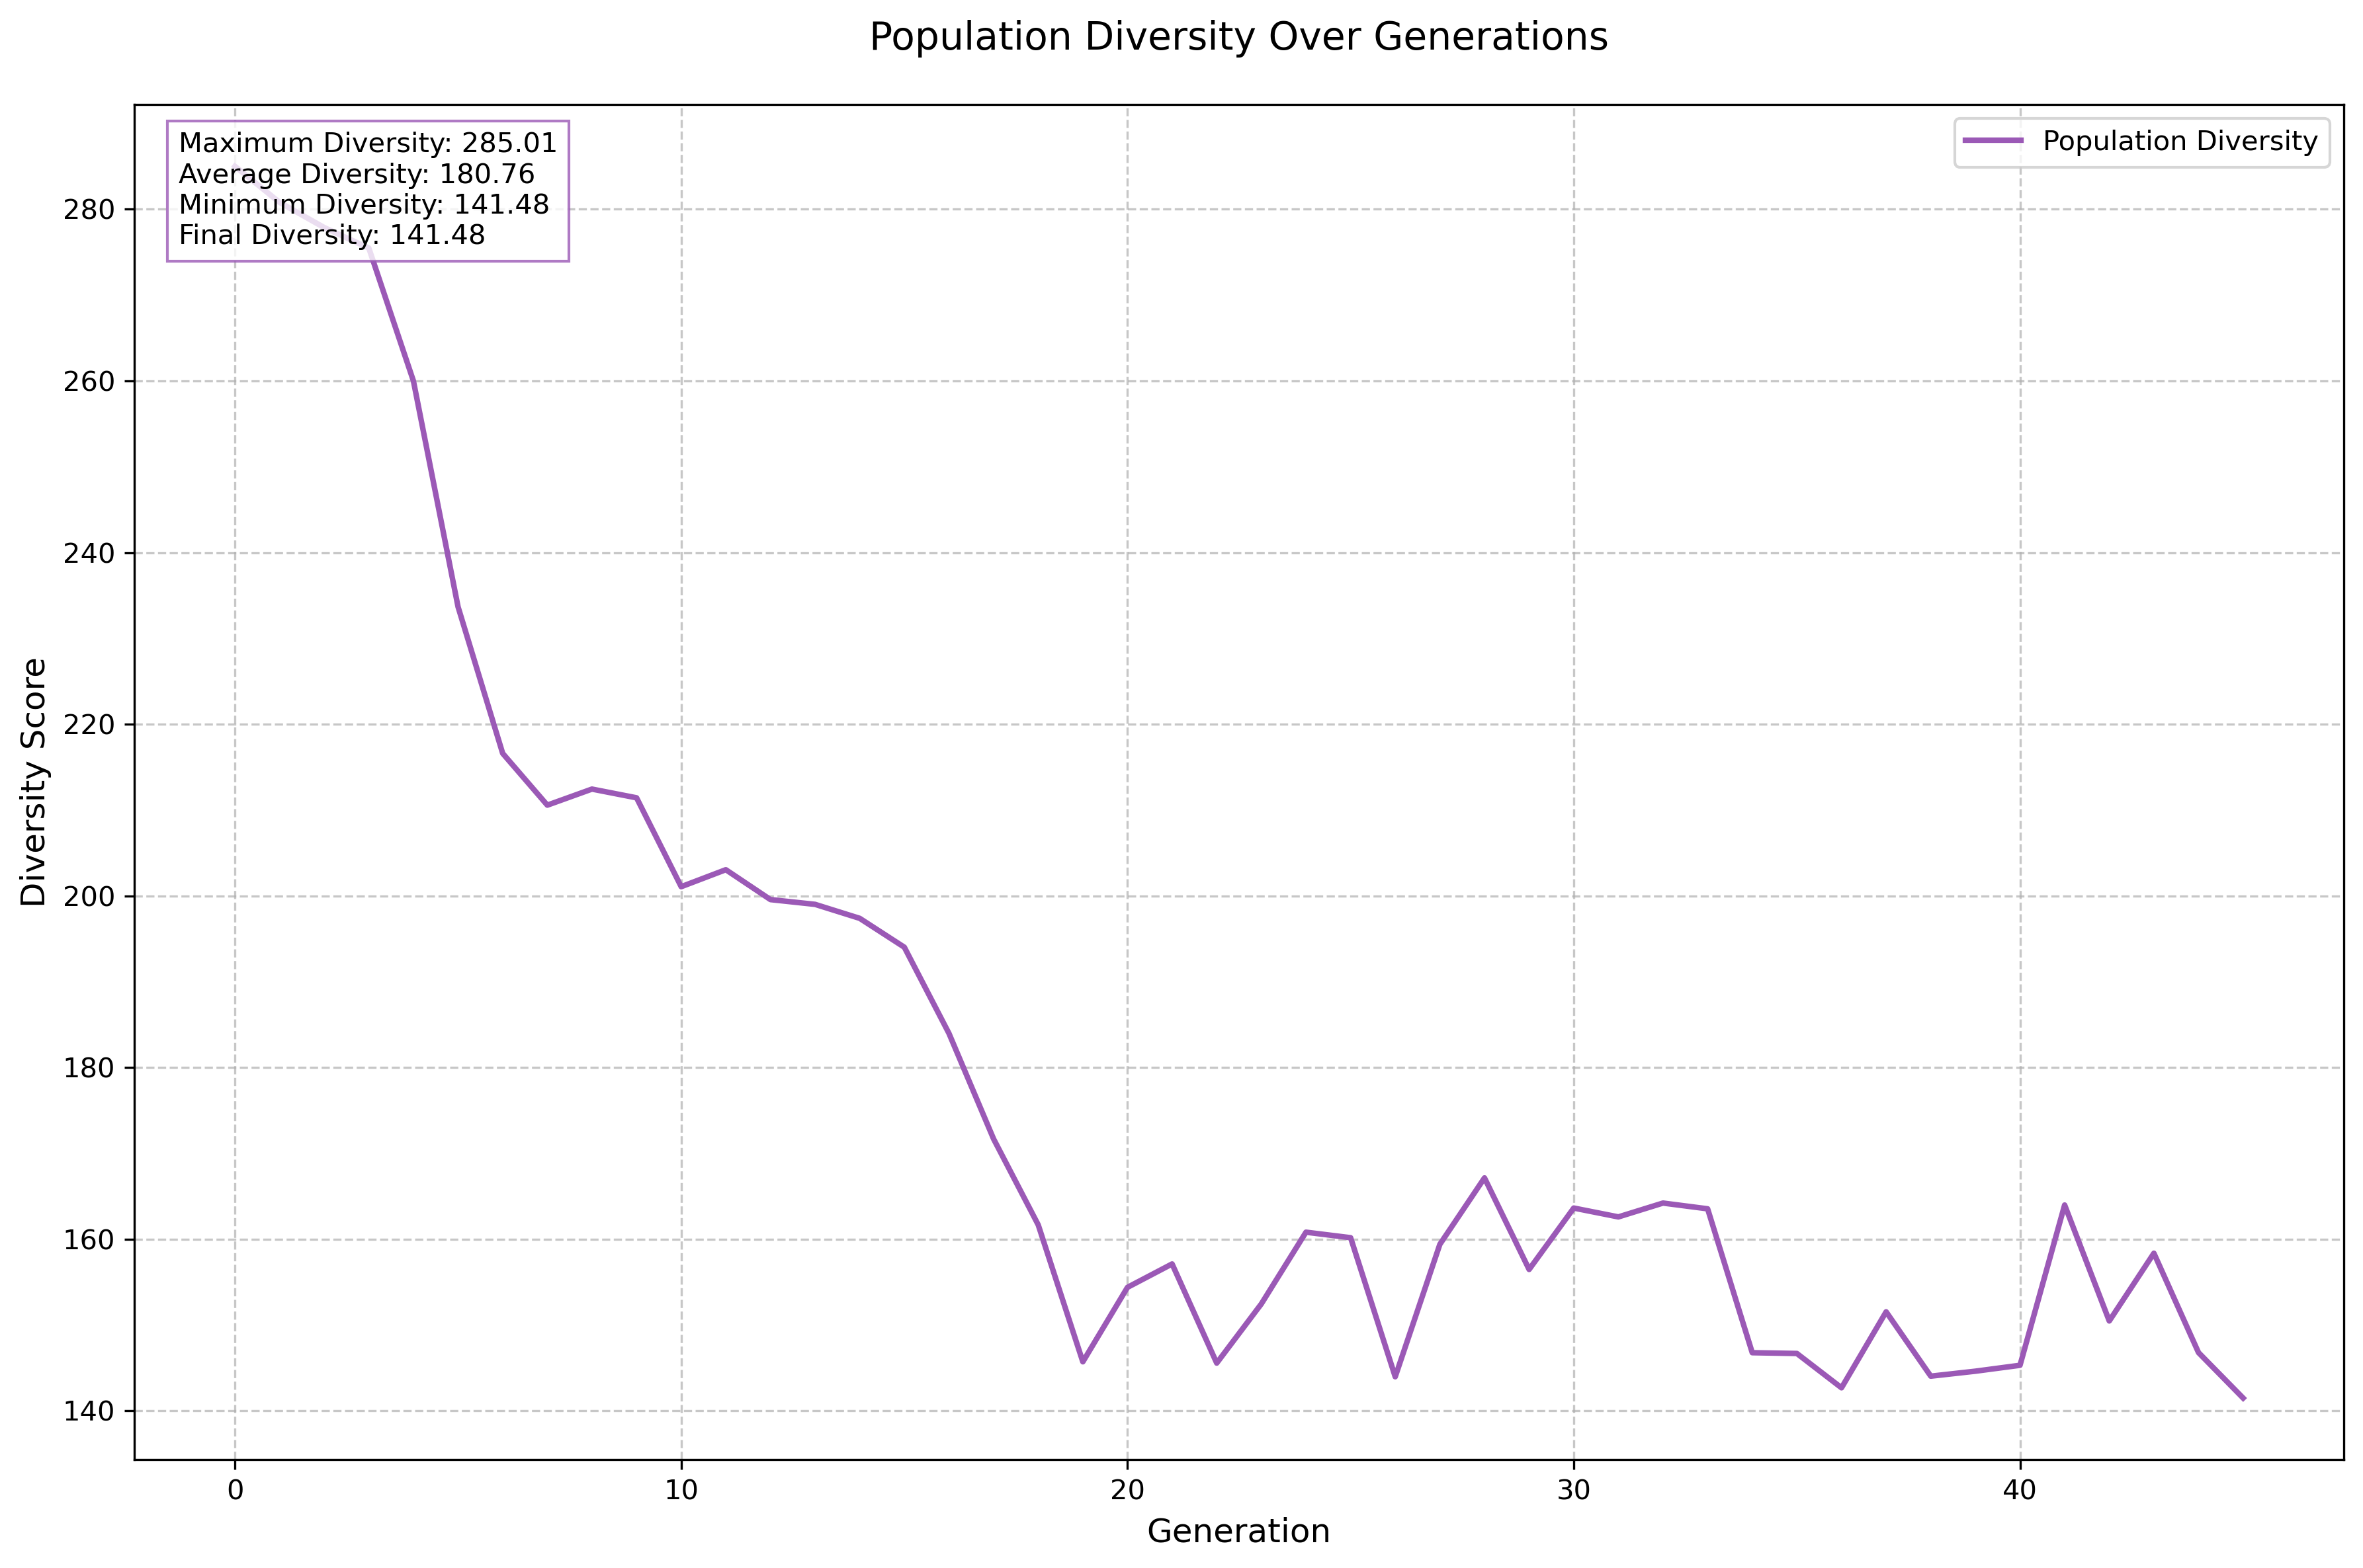 Population Diversity Over Generations
Maximum Diversity: 285.01
Average Diversity: 180.76
Minimum Diversity: 141.48
Final Diversity: 141.48
Population Diversity
Diversity Score
280
260
240
220
200
180
160
140
0 10 20 30 40
Generation